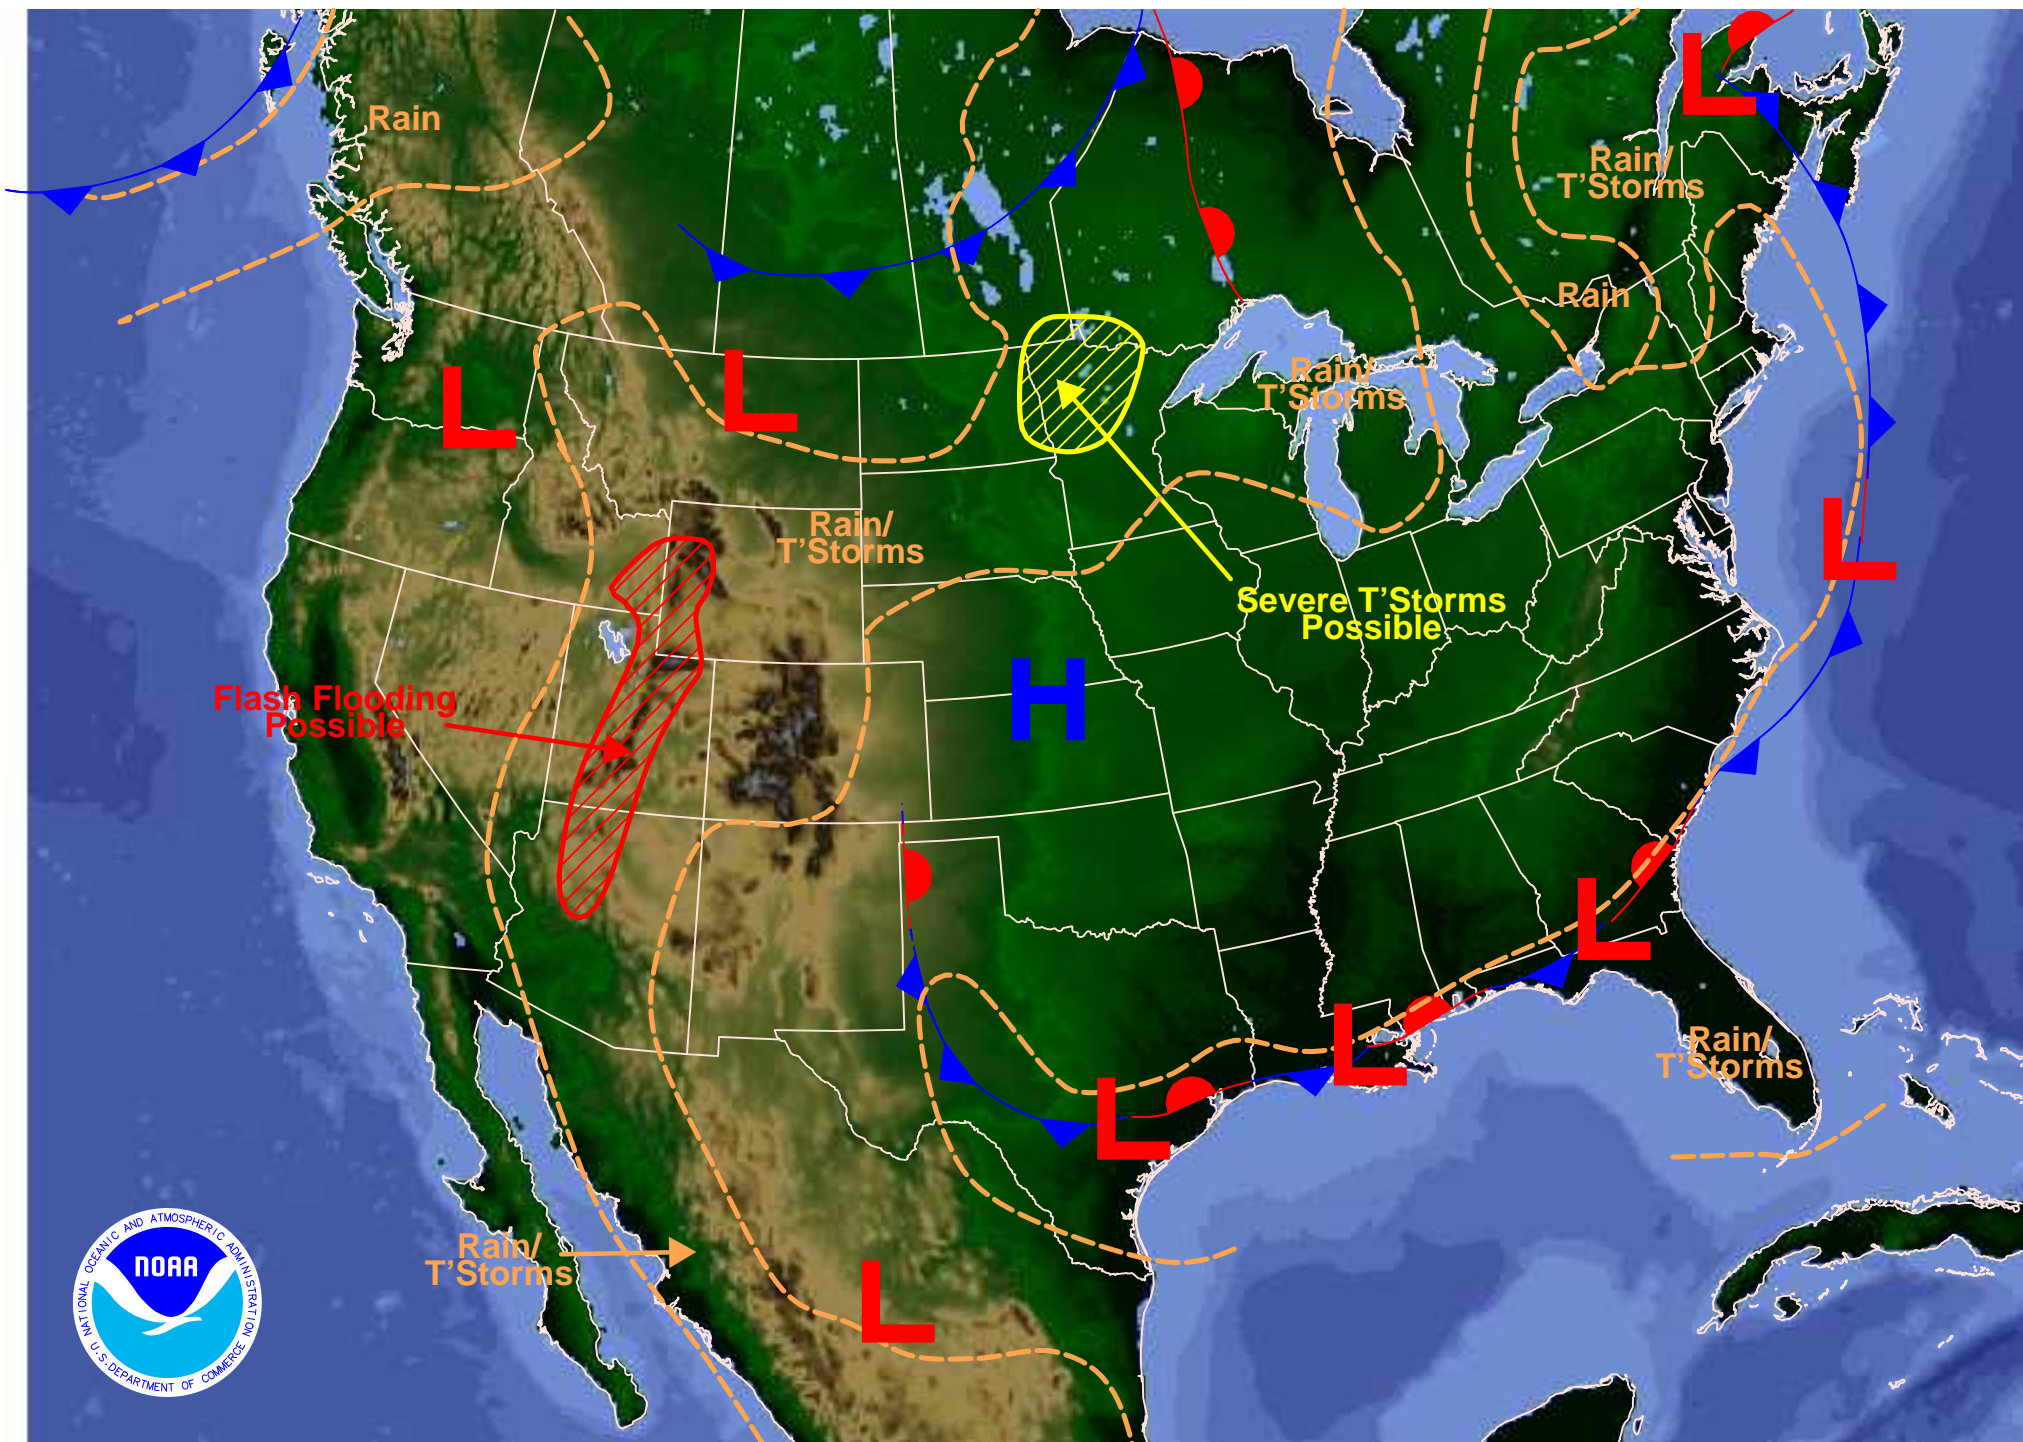 Rain
Rain/
T'Storms
Rain
L
L
L
Rain/
T'Storms
L
Rain/
T'Storms
Severe T'Storms
Possible
H
Flash Flooding
Possible
L
L
L
Rain/
T'Storms
Rain/
T'Storms
L
NATIONAL OCEANIC AND ATMOSPHERIC ADMINISTRATION
NOAA
U.S. DEPARTMENT OF COMMERCE
L